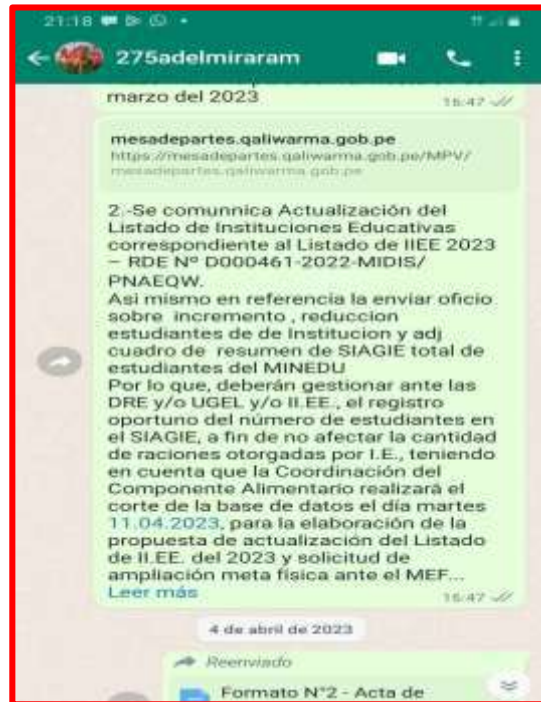 21:18
275adelmiraram
marzo del 2023
16:47
mesadepartes.qaliwarma.gob.pe
https://mesadepartes.qaliwarma.gob.pe/MPV/
mesadepartes.qaliwarma.gob.pe
2.-Se comunnica Actualización del
Listado de Instituciones Educativas
correspondiente al Listado de IIEE 2023
– RDE Nº D000461-2022-MIDIS/
PNAEQW.
Asi mismo en referencia la enviar oficio
sobre incremento , reduccion
estudiantes de de Institucion y adj
cuadro de resumen de SIAGIE total de
estudiantes del MINEDU
Por lo que, deberán gestionar ante las
DRE y/o UGEL y/o II.EE., el registro
oportuno del número de estudiantes en
el SIAGIE, a fin de no afectar la cantidad
de raciones otorgadas por I.E., teniendo
en cuenta que la Coordinación del
Componente Alimentario realizará el
corte de la base de datos el día martes
11.04.2023, para la elaboración de la
propuesta de actualización del Listado
de II.EE. del 2023 y solicitud de
ampliación meta física ante el MEF...
Leer más
16:47
4 de abril de 2023
Reenviado
Formato N°2 - Acta de